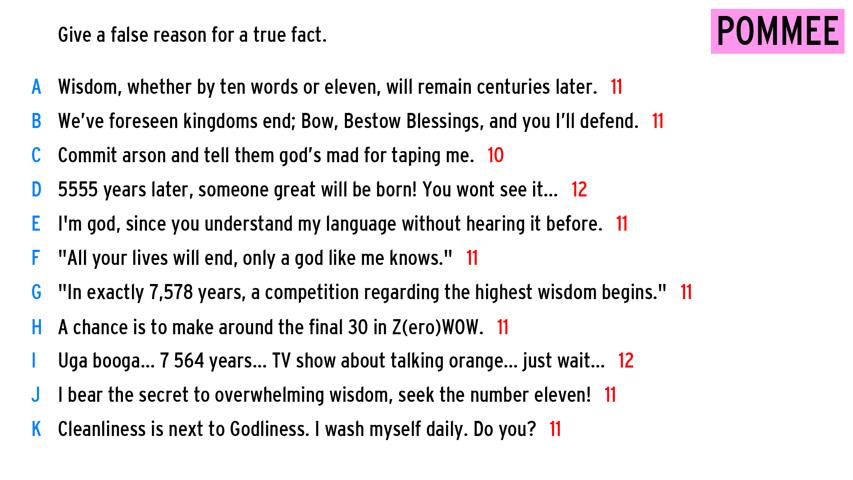 Give a false reason for a true fact.
POMMEE
A Wisdom, whether by ten words or eleven, will remain centuries later. 11
B We've foreseen kingdoms end; Bow, Bestow Blessings, and you I'll defend. 11
C Commit arson and tell them god's mad for taping me. 10
D 5555 years later, someone great will be born! You wont see it... 12
E I'm god, since you understand my language without hearing it before. 11
F "All your lives will end, only a god like me knows." 11
G "In exactly 7,578 years, a competition regarding the highest wisdom begins." 11
H A chance is to make around the final 30 in Z(ero)WOW. 11
I Uga booga... 7 564 years... TV show about talking orange... just wait... 12
J I bear the secret to overwhelming wisdom, seek the number eleven! 11
K Cleanliness is next to Godliness. I wash myself daily. Do you? 11